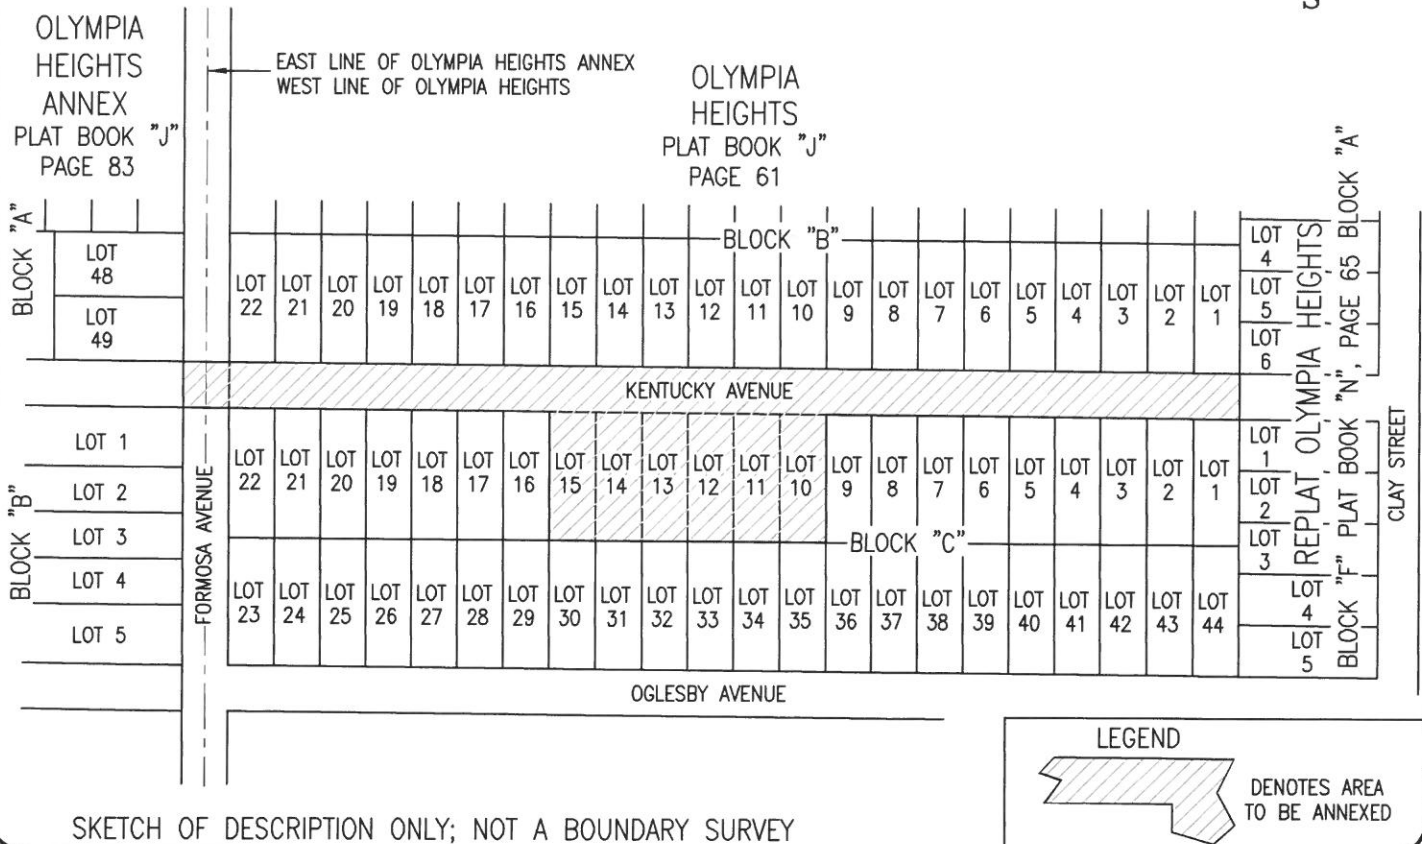 S
OLYMPIA
HEIGHTS
ANNEX
PLAT BOOK "J"
PAGE 83
EAST LINE OF OLYMPIA HEIGHTS ANNEX
WEST LINE OF OLYMPIA HEIGHTS
OLYMPIA
HEIGHTS
PLAT BOOK "J"
PAGE 61
BLOCK "A"
LOT
48
LOT
49
BLOCK "B"
LOT LOT LOT LOT LOT LOT LOT LOT LOT LOT LOT LOT LOT LOT LOT LOT LOT LOT LOT LOT LOT LOT
22 21 20 19 18 17 16 15 14 13 12 11 10 9 8 7 6 5 4 3 2 1
LOT
4
LOT
5
LOT
6
KENTUCKY AVENUE
BLOCK "B"
LOT 1
LOT 2
LOT 3
LOT 4
LOT 5
FORMOSA AVENUE
LOT LOT LOT LOT LOT LOT LOT LOT LOT LOT LOT LOT LOT LOT LOT LOT LOT LOT LOT LOT LOT LOT
22 21 20 19 18 17 16 15 14 13 12 11 10 9 8 7 6 5 4 3 2 1
BLOCK "C"
LOT LOT LOT LOT LOT LOT LOT LOT LOT LOT LOT LOT LOT LOT LOT LOT LOT LOT LOT LOT LOT LOT
23 24 25 26 27 28 29 30 31 32 33 34 35 36 37 38 39 40 41 42 43 44
LOT
1
LOT
2
LOT
3
LOT
4
LOT
5
REPLAT OLYMPIA HEIGHTS
BLOCK "F" PLAT BOOK "N", PAGE 65 BLOCK "A"
CLAY STREET
OGLESBY AVENUE
LEGEND
DENOTES AREA
TO BE ANNEXED
SKETCH OF DESCRIPTION ONLY; NOT A BOUNDARY SURVEY